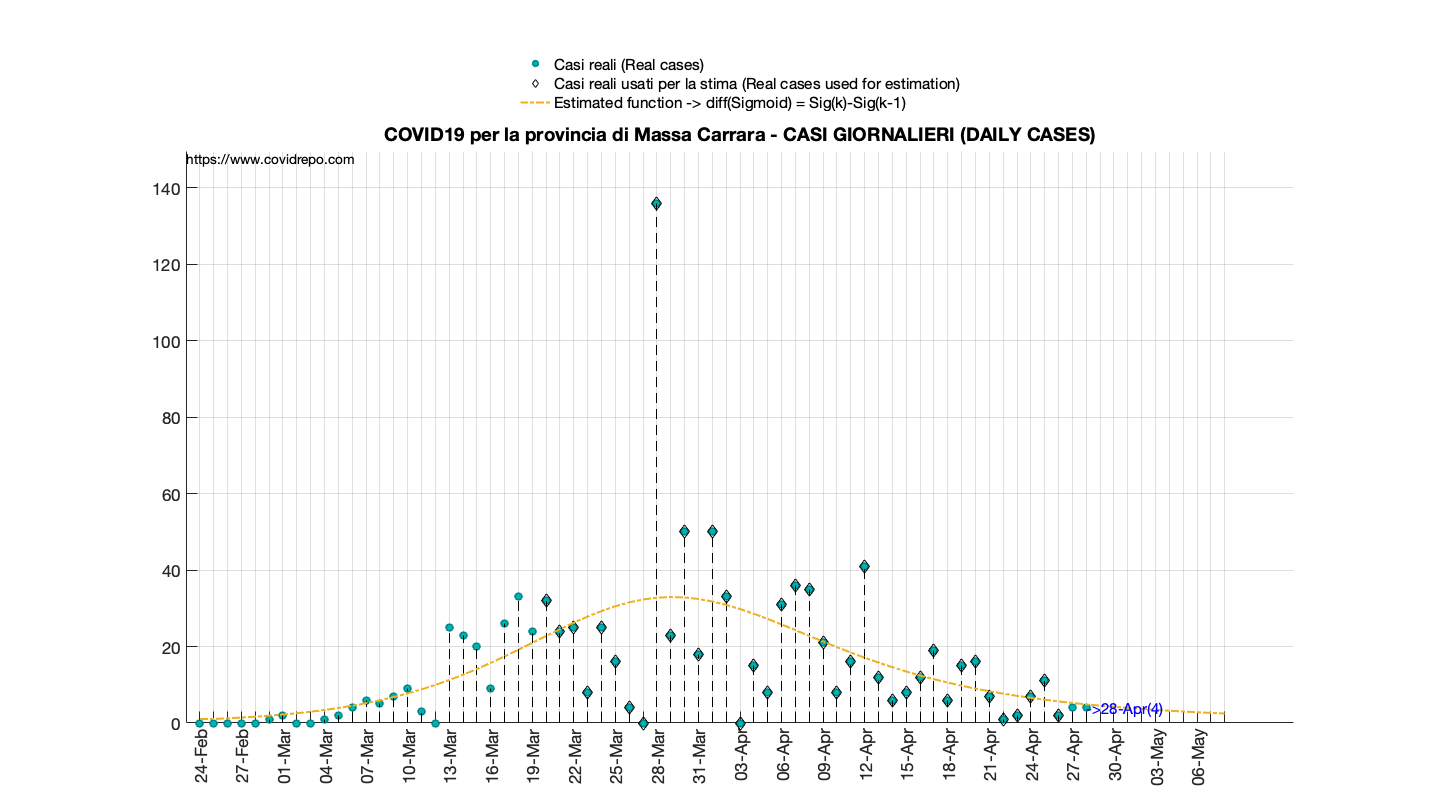 Casi reali (Real cases)
Casi reali usati per la stima (Real cases used for estimation)
Estimated function -> diff(Sigmoid) = Sig(k)-Sig(k-1)
COVID19 per la provincia di Massa Carrara - CASI GIORNALIERI (DAILY CASES)
https://www.covidrepo.com
140
120
100
80
60
40
20
0
>28-Apr(4)
24-Feb
27-Feb
01-Mar
04-Mar
07-Mar
10-Mar
13-Mar
16-Mar
19-Mar
22-Mar
25-Mar
28-Mar
31-Mar
03-Apr
06-Apr
09-Apr
12-Apr
15-Apr
18-Apr
21-Apr
24-Apr
27-Apr
30-Apr
03-May
06-May